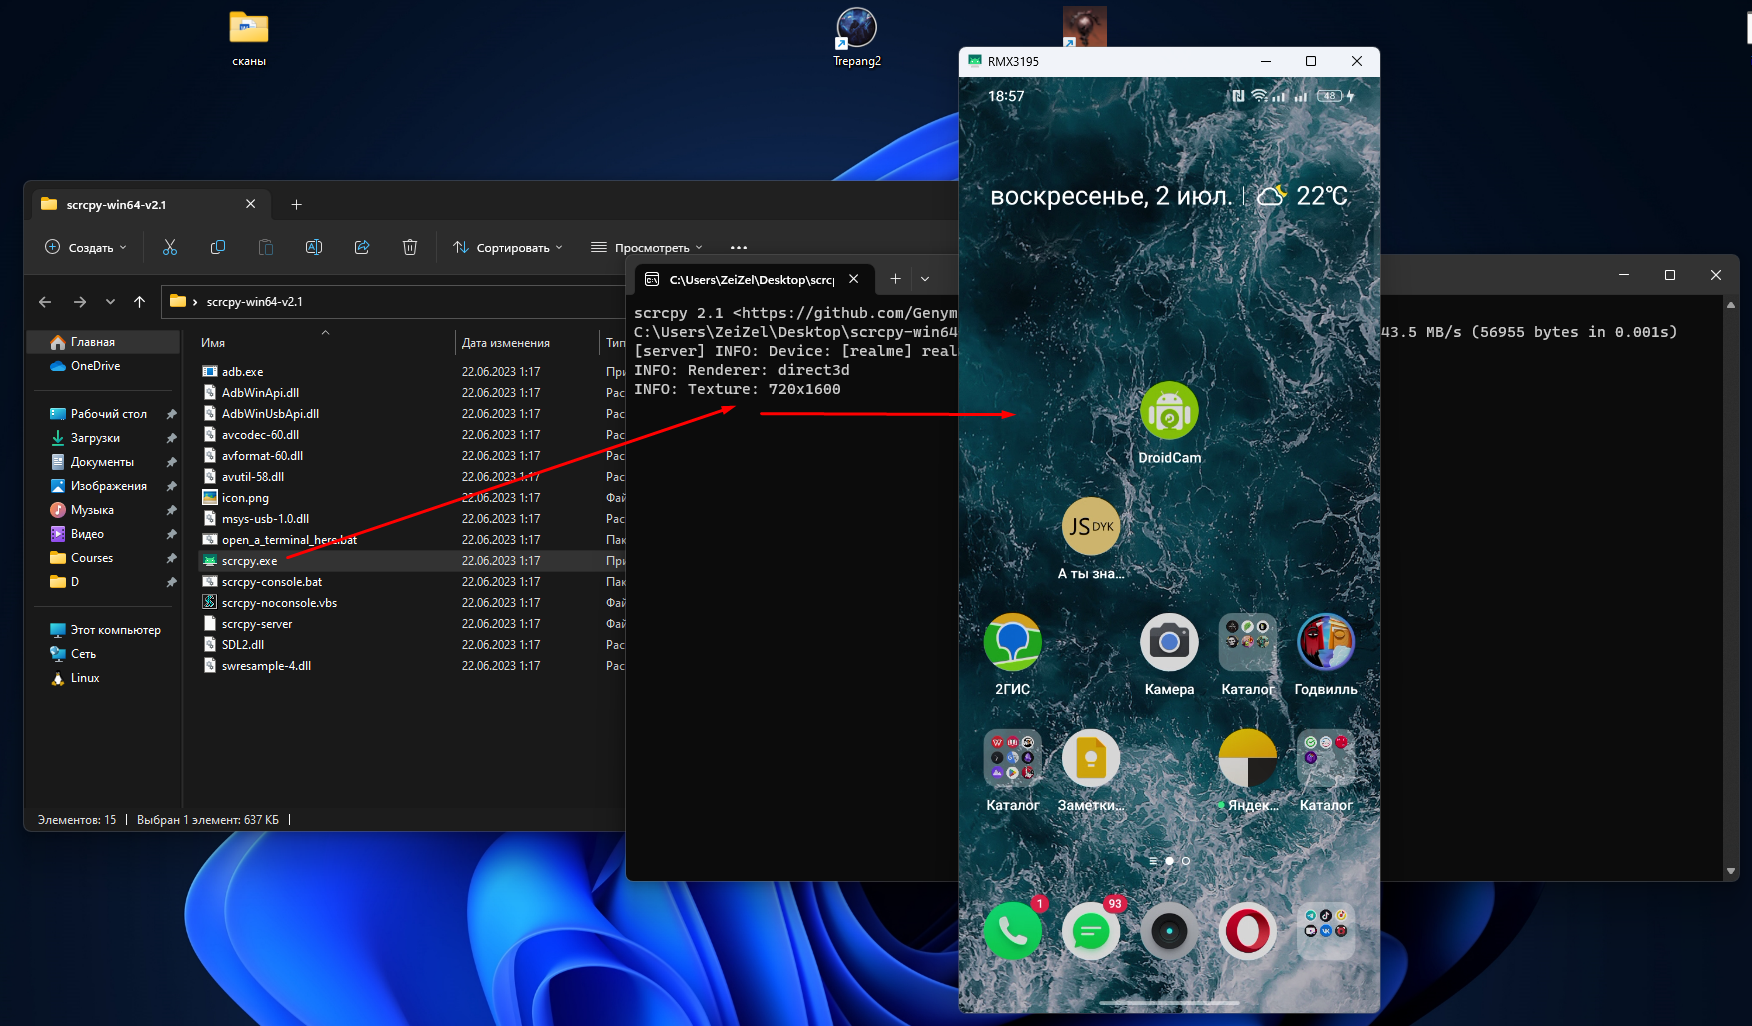 сканы
Trepang2
scrcpy-win64-v2.1
Создать
Сортировать
Просмотреть
scrcpy-win64-v2.1
Главная
OneDrive
Рабочий стол
Загрузки
Документы
Изображения
Музыка
Видео
Courses
D
Этот компьютер
Сеть
Linux
Имя Дата изменения Тип
adb.exe 22.06.2023 1:17 При
AdbWinApi.dll 22.06.2023 1:17 Рас
AdbWinUsbApi.dll 22.06.2023 1:17 Рас
avcodec-60.dll 22.06.2023 1:17 Рас
avformat-60.dll 22.06.2023 1:17 Рас
avutil-58.dll 22.06.2023 1:17 Рас
icon.png 22.06.2023 1:17 Фай
msys-usb-1.0.dll 22.06.2023 1:17 Рас
open_a_terminal_here.bat 22.06.2023 1:17 Пак
scrcpy.exe 22.06.2023 1:17 При
scrcpy-console.bat 22.06.2023 1:17 Пак
scrcpy-noconsole.vbs 22.06.2023 1:17 Фай
scrcpy-server 22.06.2023 1:17 Фай
SDL2.dll 22.06.2023 1:17 Рас
swresample-4.dll 22.06.2023 1:17 Рас
Элементов: 15 Выбран 1 элемент: 637 КБ
C:\Users\ZeiZel\Desktop\scrc
scrcpy 2.1 <https://github.com/Genym
C:\Users\ZeiZel\Desktop\scrcpy-win64 43.5 MB/s (56955 bytes in 0.001s)
[server] INFO: Device: [realme] real
INFO: Renderer: direct3d
INFO: Texture: 720x1600
RMX3195
18:57 48
воскресенье, 2 июл. 22°C
DroidCam
JS DYK
А ты зна...
2ГИС Камера Каталог Годвилль
Каталог Заметки... Яндек... Каталог
1 93